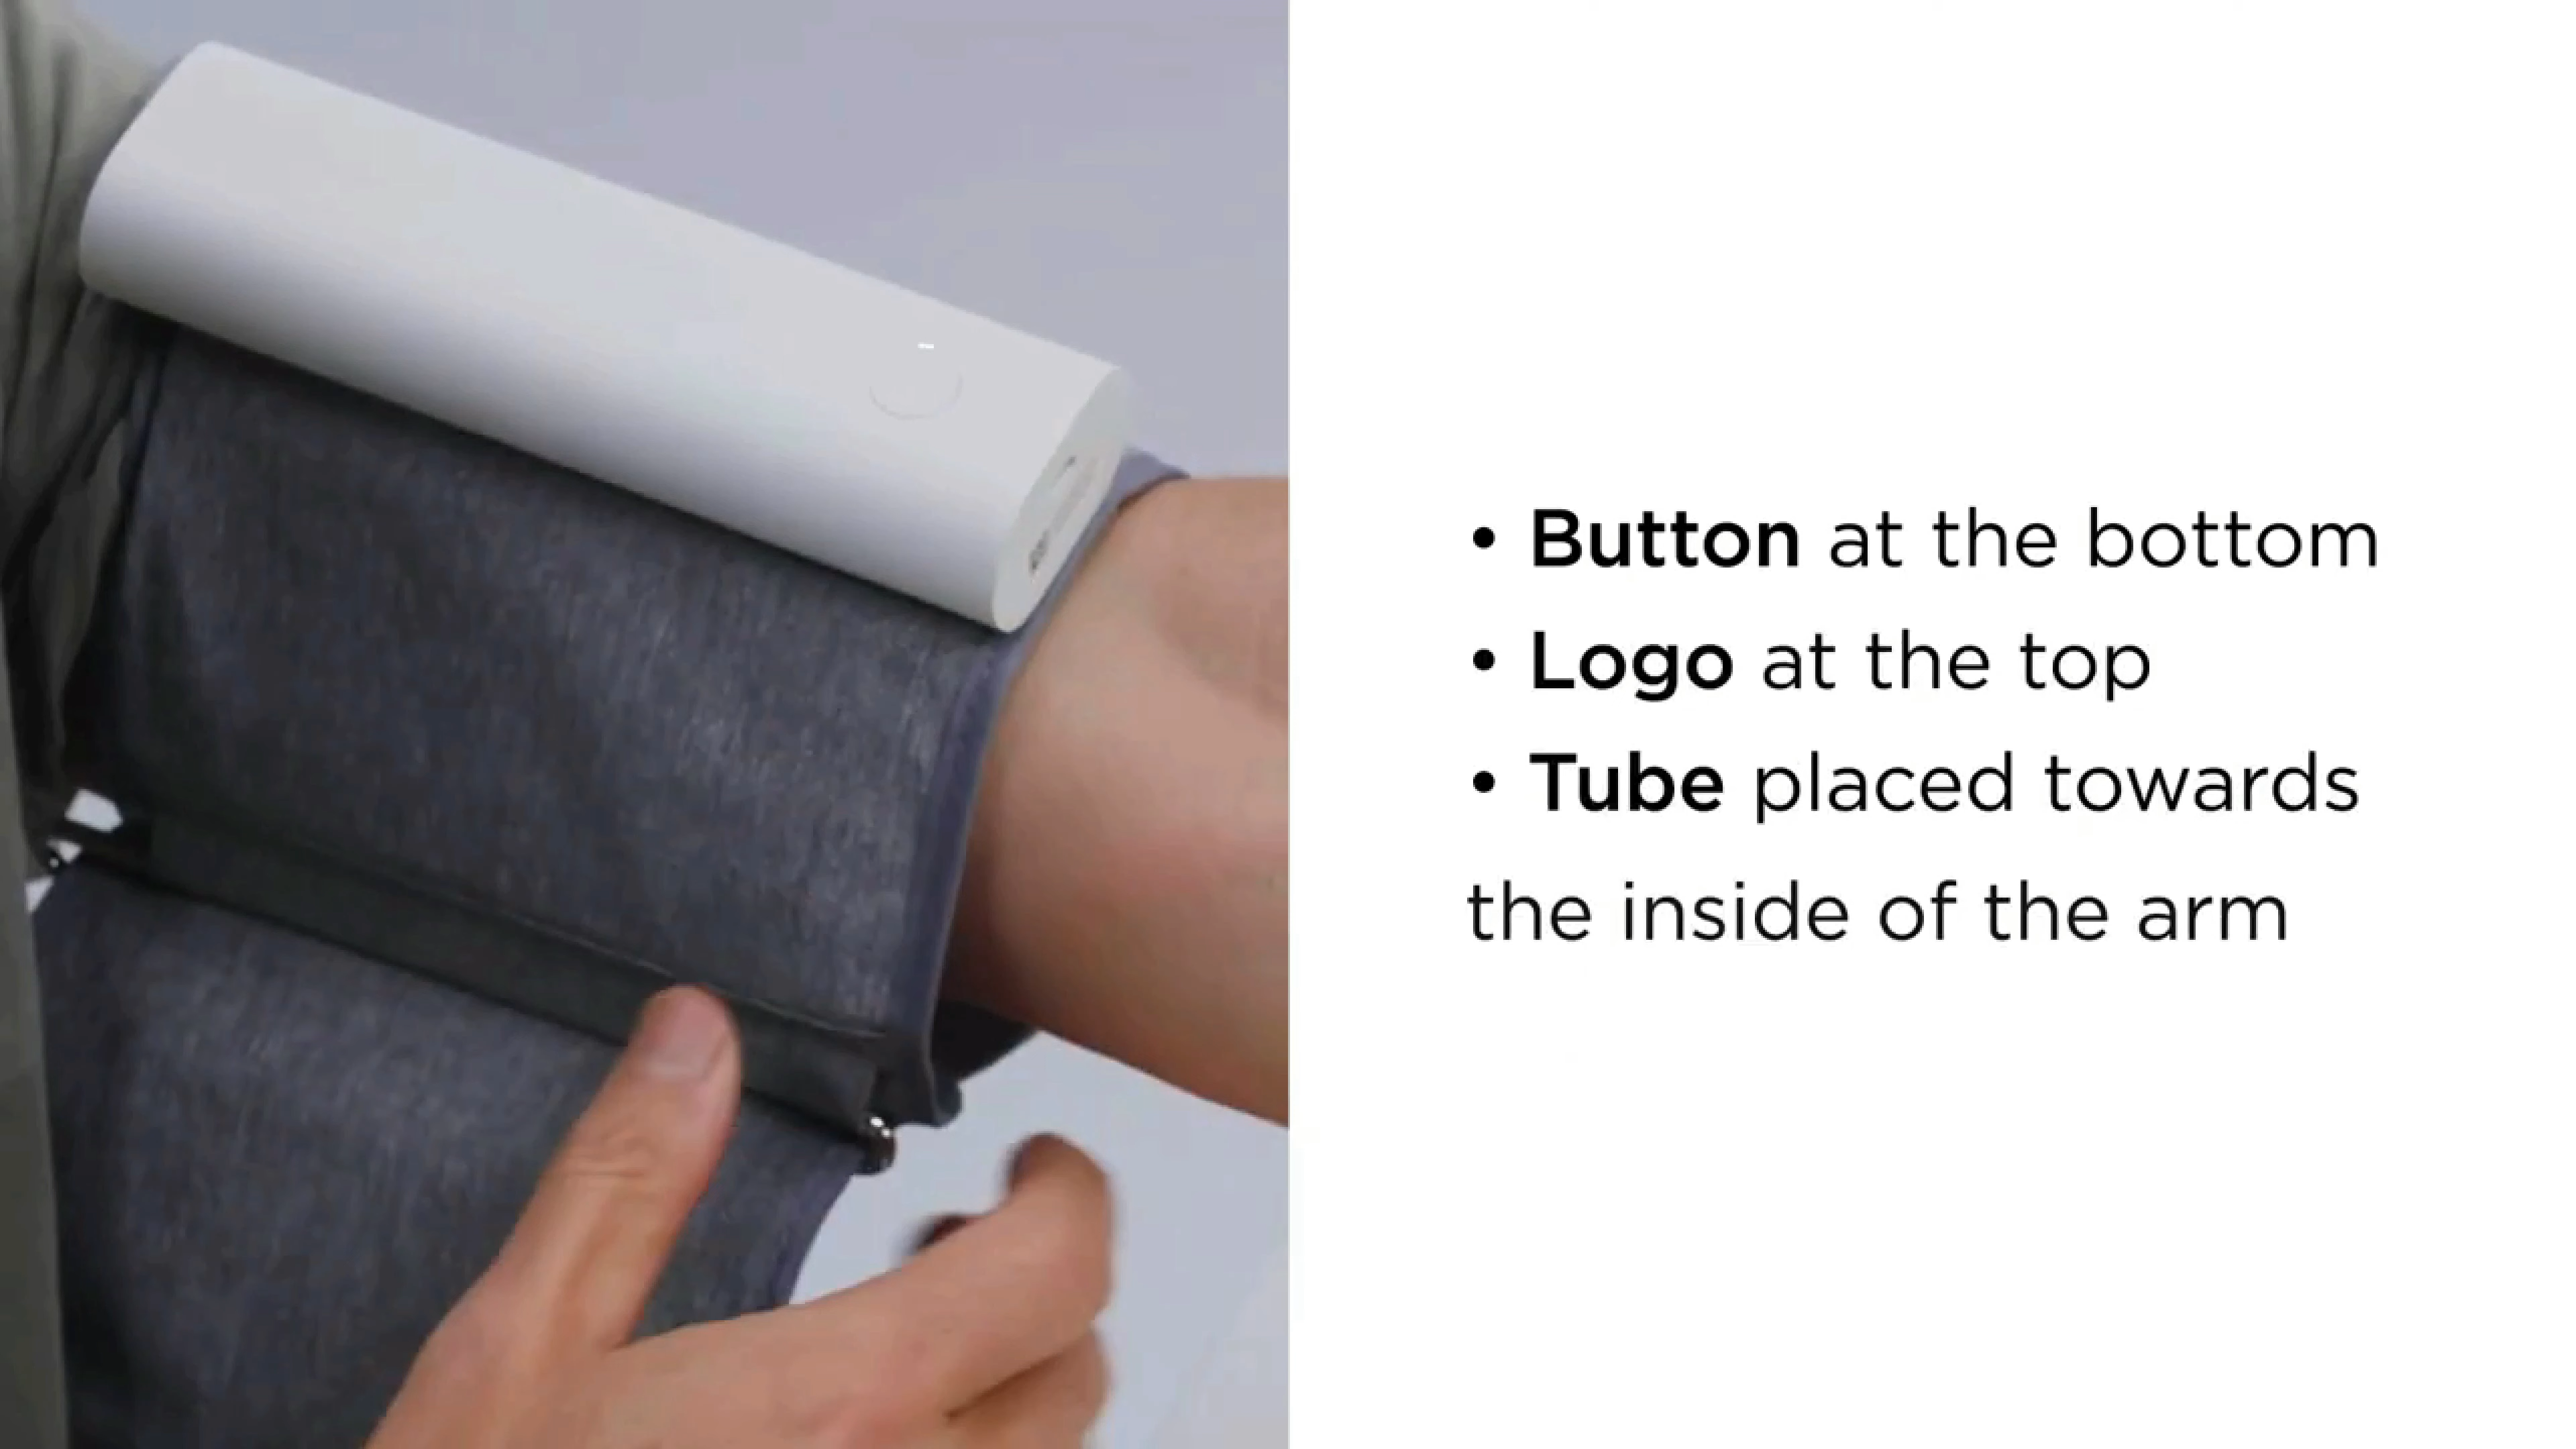 • Button at the bottom
• Logo at the top
• Tube placed towards
the inside of the arm